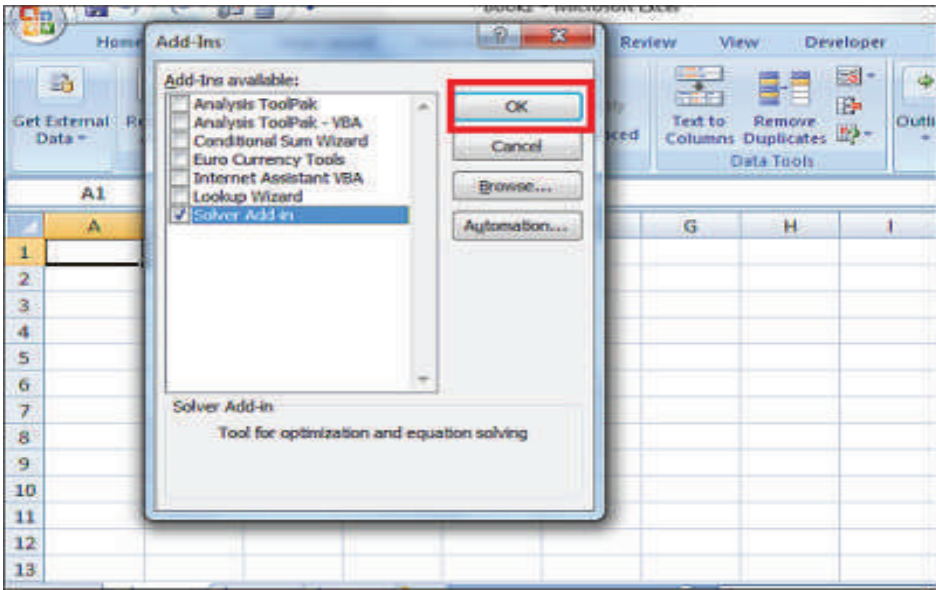 Book2 - Microsoft Excel
Home
Review View Developer
Add-Ins
Add-Ins available:
Analysis ToolPak
Analysis ToolPak - VBA
Conditional Sum Wizard
Euro Currency Tools
Internet Assistant VBA
Lookup Wizard
Solver Add-in
OK
Cancel
Browse...
Automation...
Solver Add-in
Tool for optimization and equation solving
Get External
Data
Text to
Columns
Remove
Duplicates
Data Tools
A1
A G H I
1
2
3
4
5
6
7
8
9
10
11
12
13